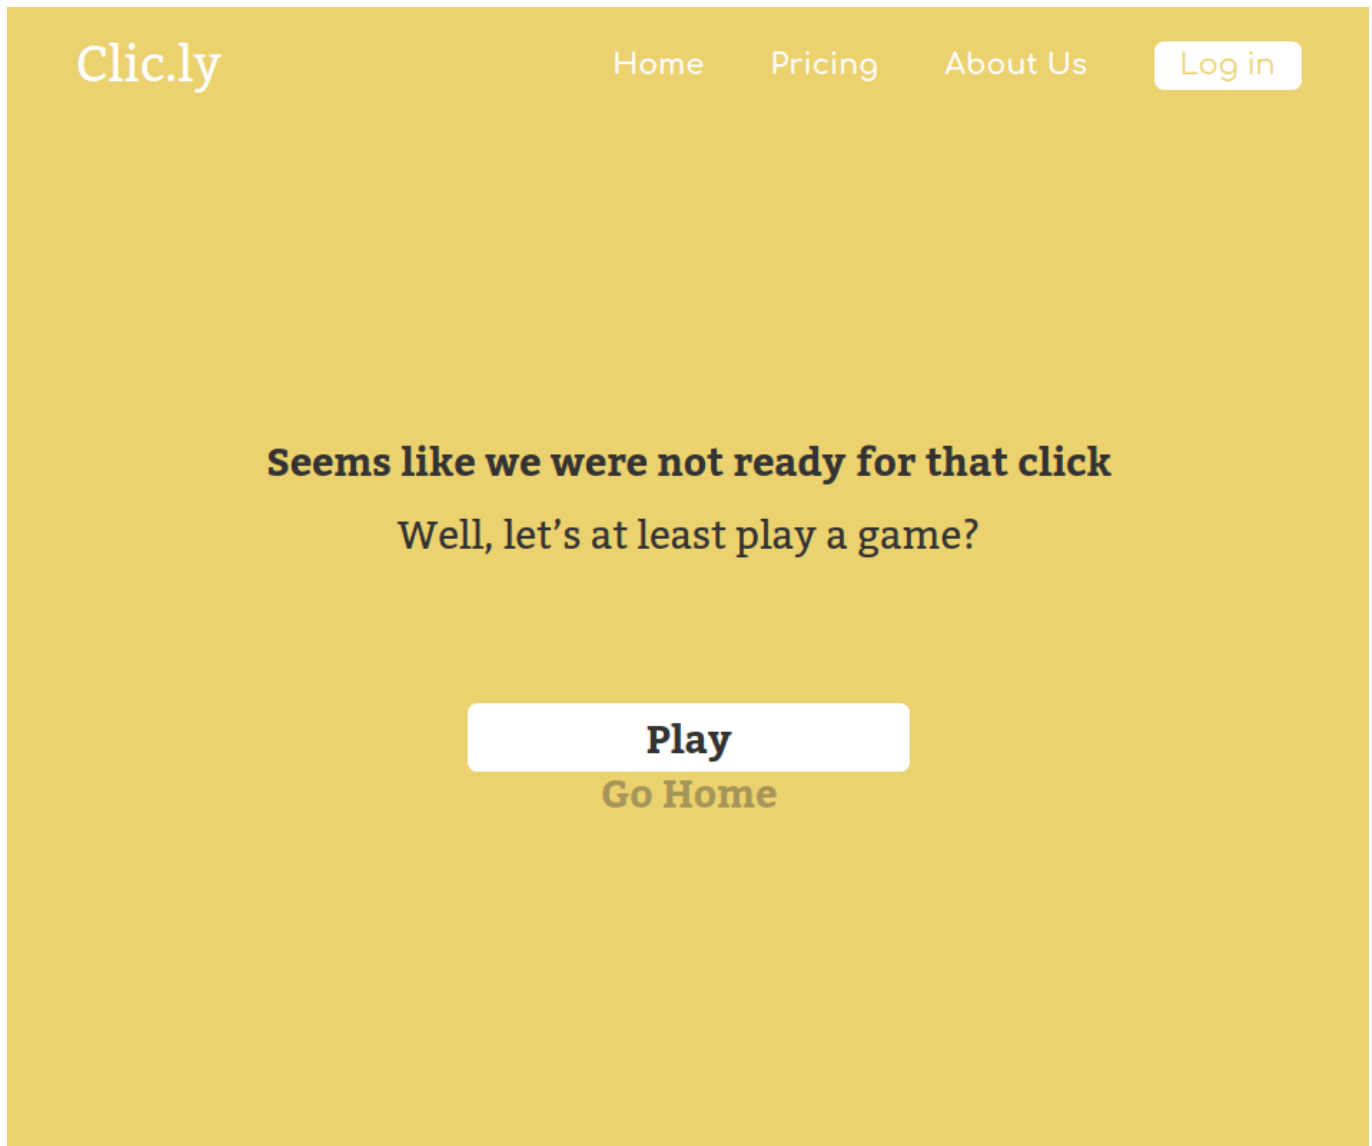 Clic.ly
Home Pricing About Us Log in
Seems like we were not ready for that click
Well, let’s at least play a game?
Play
Go Home